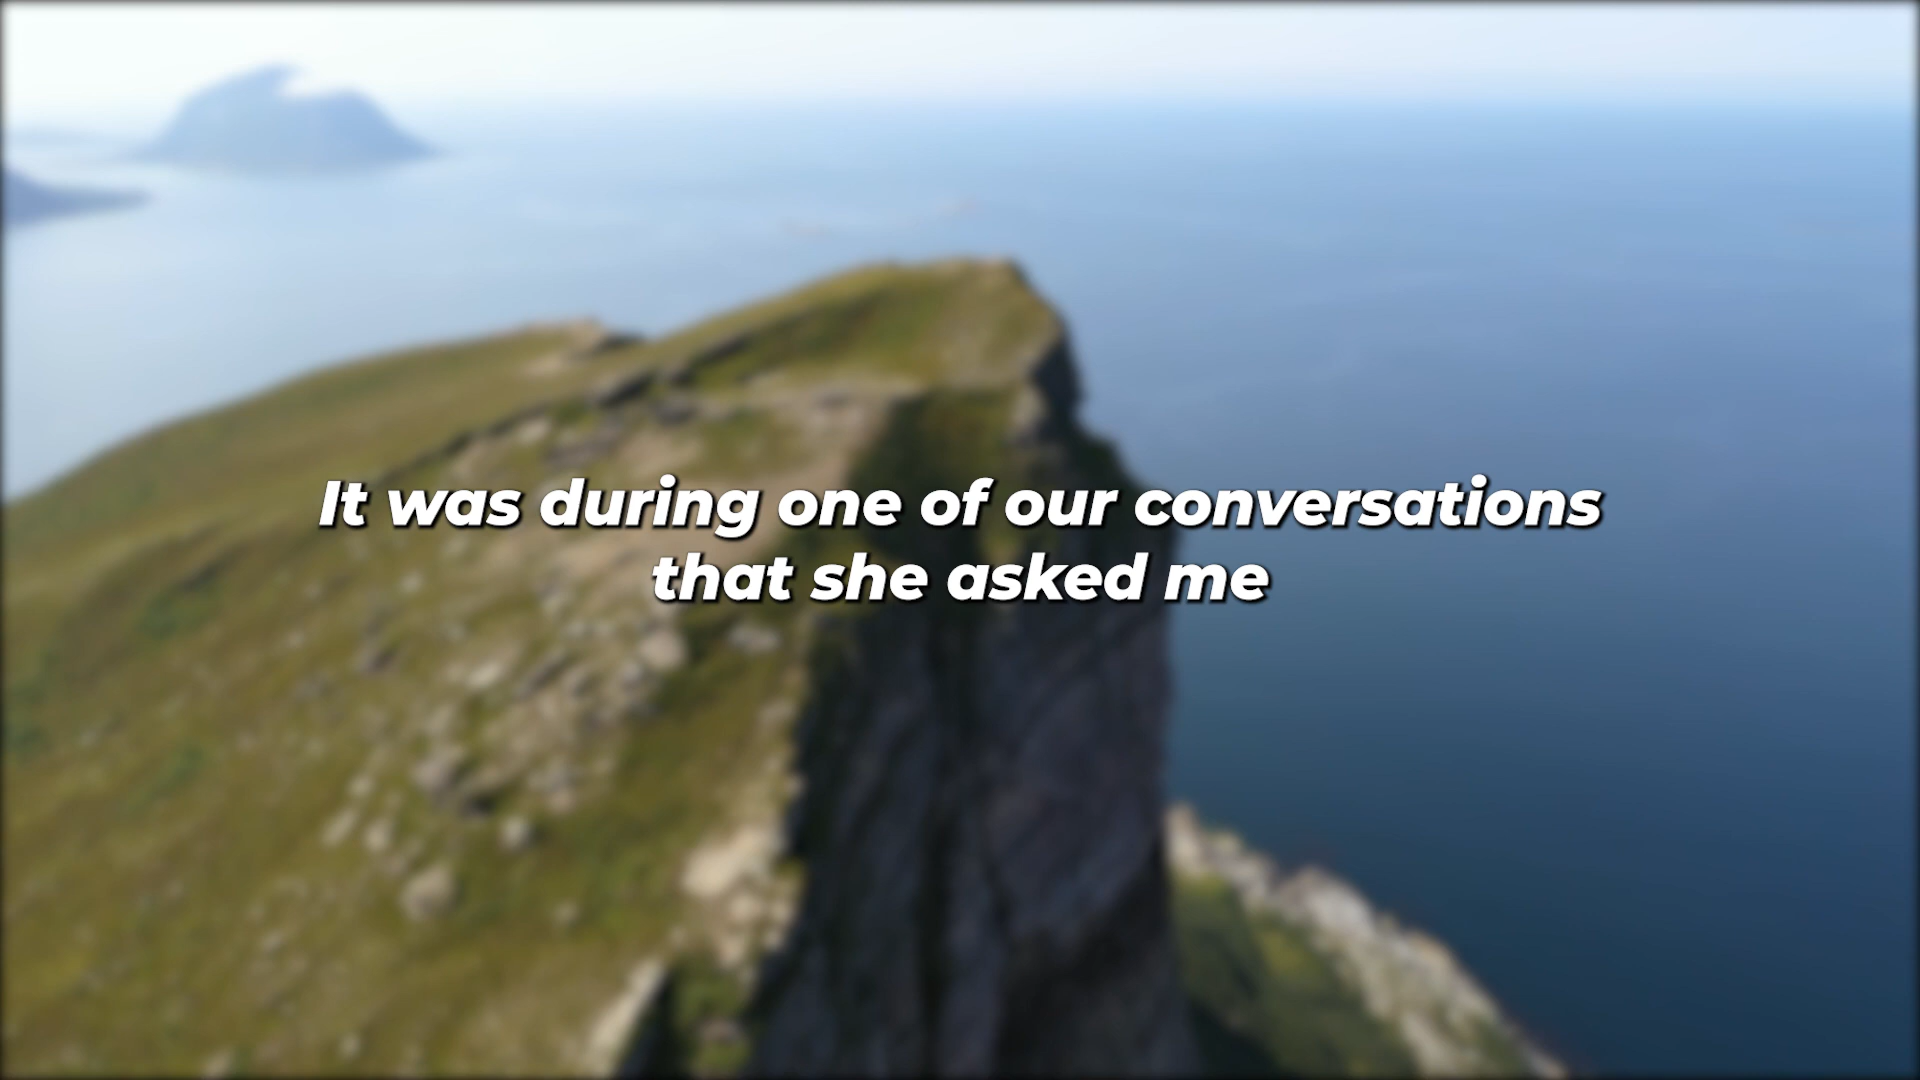 It was during one of our conversations
that she asked me